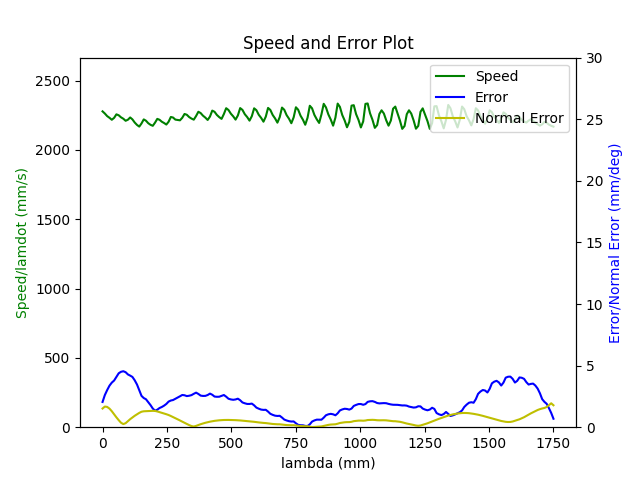 Speed and Error Plot
Speed
Error
Normal Error
Speed/lamdot (mm/s)
2500
2000
1500
1000
500
0
30
25
20
15
10
5
0
Error/Normal Error (mm/deg)
0 250 500 750 1000 1250 1500 1750
lambda (mm)